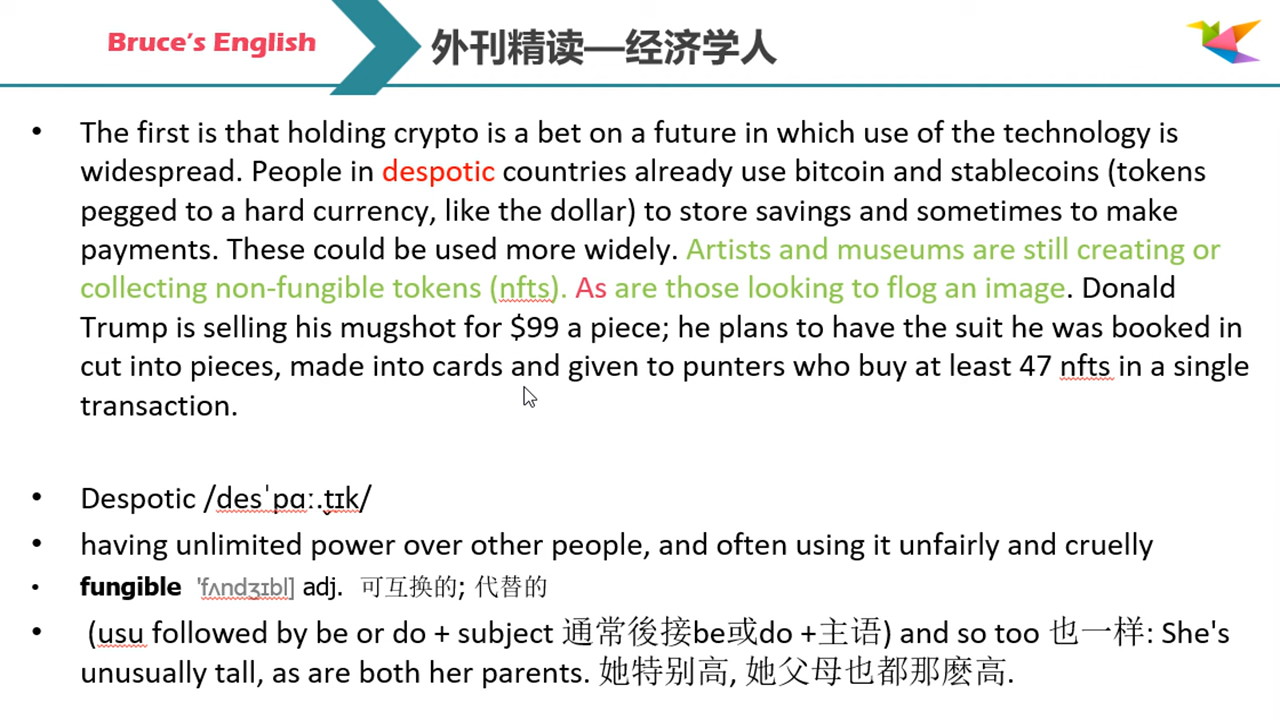 Bruce's English
外刊精读—经济学人
• The first is that holding crypto is a bet on a future in which use of the technology is
widespread. People in despotic countries already use bitcoin and stablecoins (tokens
pegged to a hard currency, like the dollar) to store savings and sometimes to make
payments. These could be used more widely. Artists and museums are still creating or
collecting non-fungible tokens (nfts). As are those looking to flog an image. Donald
Trump is selling his mugshot for $99 a piece; he plans to have the suit he was booked in
cut into pieces, made into cards and given to punters who buy at least 47 nfts in a single
transaction.
• Despotic /desˈpɑː.t̬ɪk/
• having unlimited power over other people, and often using it unfairly and cruelly
• fungible 'fʌndʒɪbl] adj. 可互换的; 代替的
• (usu followed by be or do + subject 通常後接be或do +主语) and so too 也一样: She's
unusually tall, as are both her parents. 她特别高, 她父母也都那麽高.